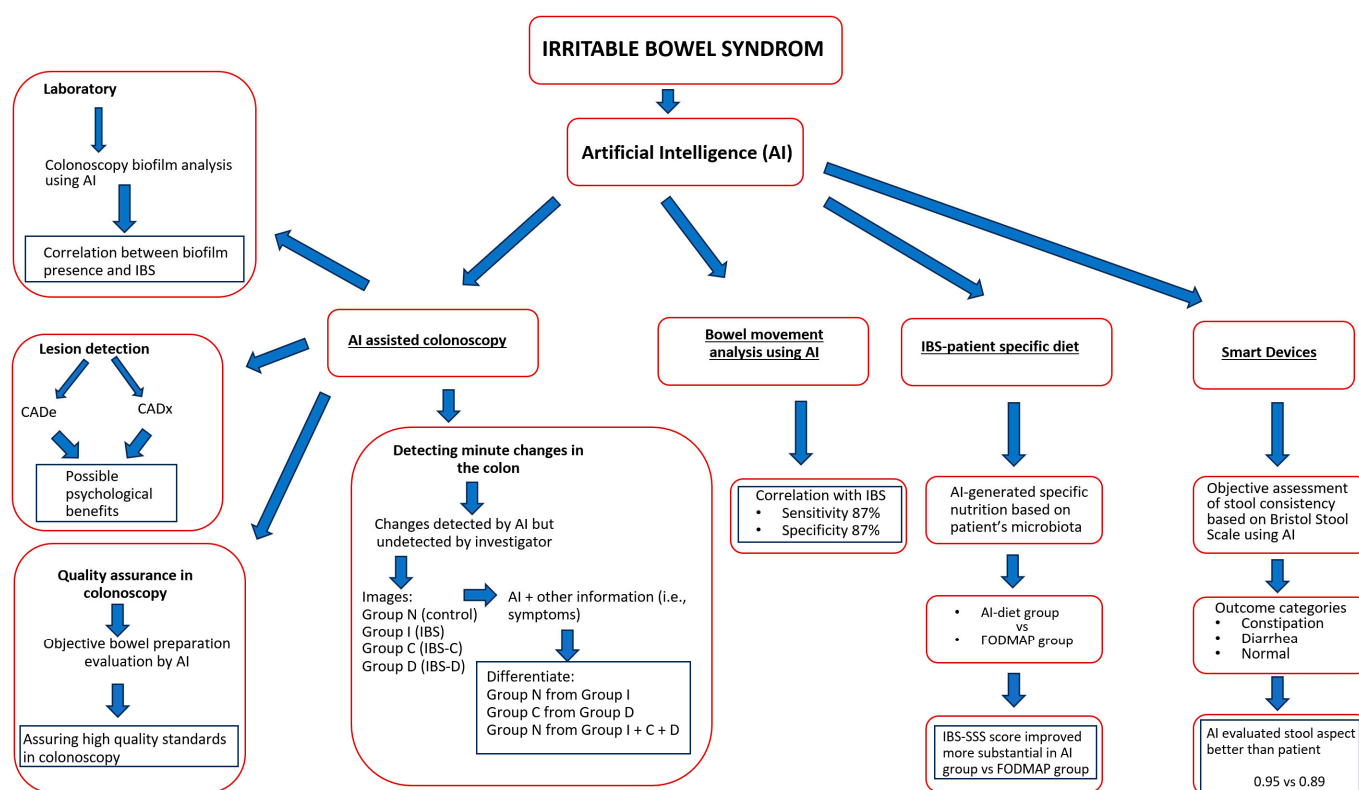 IRRITABLE BOWEL SYNDROM
Artificial Intelligence (AI)
Laboratory
Colonoscopy biofilm analysis
using AI
Correlation between biofilm
presence and IBS
Lesion detection
CADe
CADx
Possible
psychological
benefits
Quality assurance in
colonoscopy
Objective bowel preparation
evaluation by AI
Assuring high quality standards
in colonoscopy
AI assisted colonoscopy
Detecting minute changes in
the colon
Changes detected by AI but
undetected by investigator
Images:
Group N (control)
Group I (IBS)
Group C (IBS-C)
Group D (IBS-D)
AI + other information (i.e.,
symptoms)
Differentiate:
Group N from Group I
Group C from Group D
Group N from Group I + C + D
Bowel movement
analysis using AI
Correlation with IBS
• Sensitivity 87%
• Specificity 87%
IBS-patient specific diet
AI-generated specific
nutrition based on
patient's microbiota
• AI-diet group
vs
• FODMAP group
IBS-SSS score improved
more substantial in AI
group vs FODMAP group
Smart Devices
Objective assessment
of stool consistency
based on Bristol Stool
Scale using AI
Outcome categories
• Constipation
• Diarrhea
• Normal
AI evaluated stool aspect
better than patient
0.95 vs 0.89